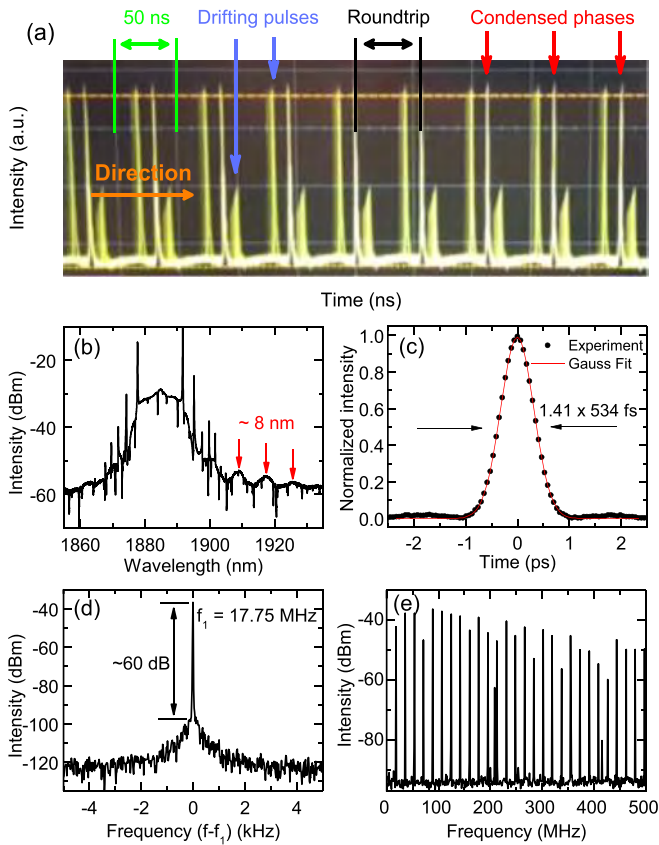 (a)
50 ns
Drifting pulses
Roundtrip
Condensed phases
Direction
Intensity (a.u.)
Time (ns)
(b)
~ 8 nm
-20
-40
-60
Intensity (dBm)
1860 1880 1900 1920
Wavelength (nm)
(c)
Experiment
Gauss Fit
1.41 x 534 fs
1.0
0.8
0.6
0.4
0.2
0.0
Normalized intensity
-2 -1 0 1 2
Time (ps)
(d)
f1 = 17.75 MHz
~60 dB
-40
-60
-80
-100
-120
Intensity (dBm)
-4 -2 0 2 4
Frequency (f-f1) (kHz)
(e)
-40
-60
-80
Intensity (dBm)
0 100 200 300 400 500
Frequency (MHz)